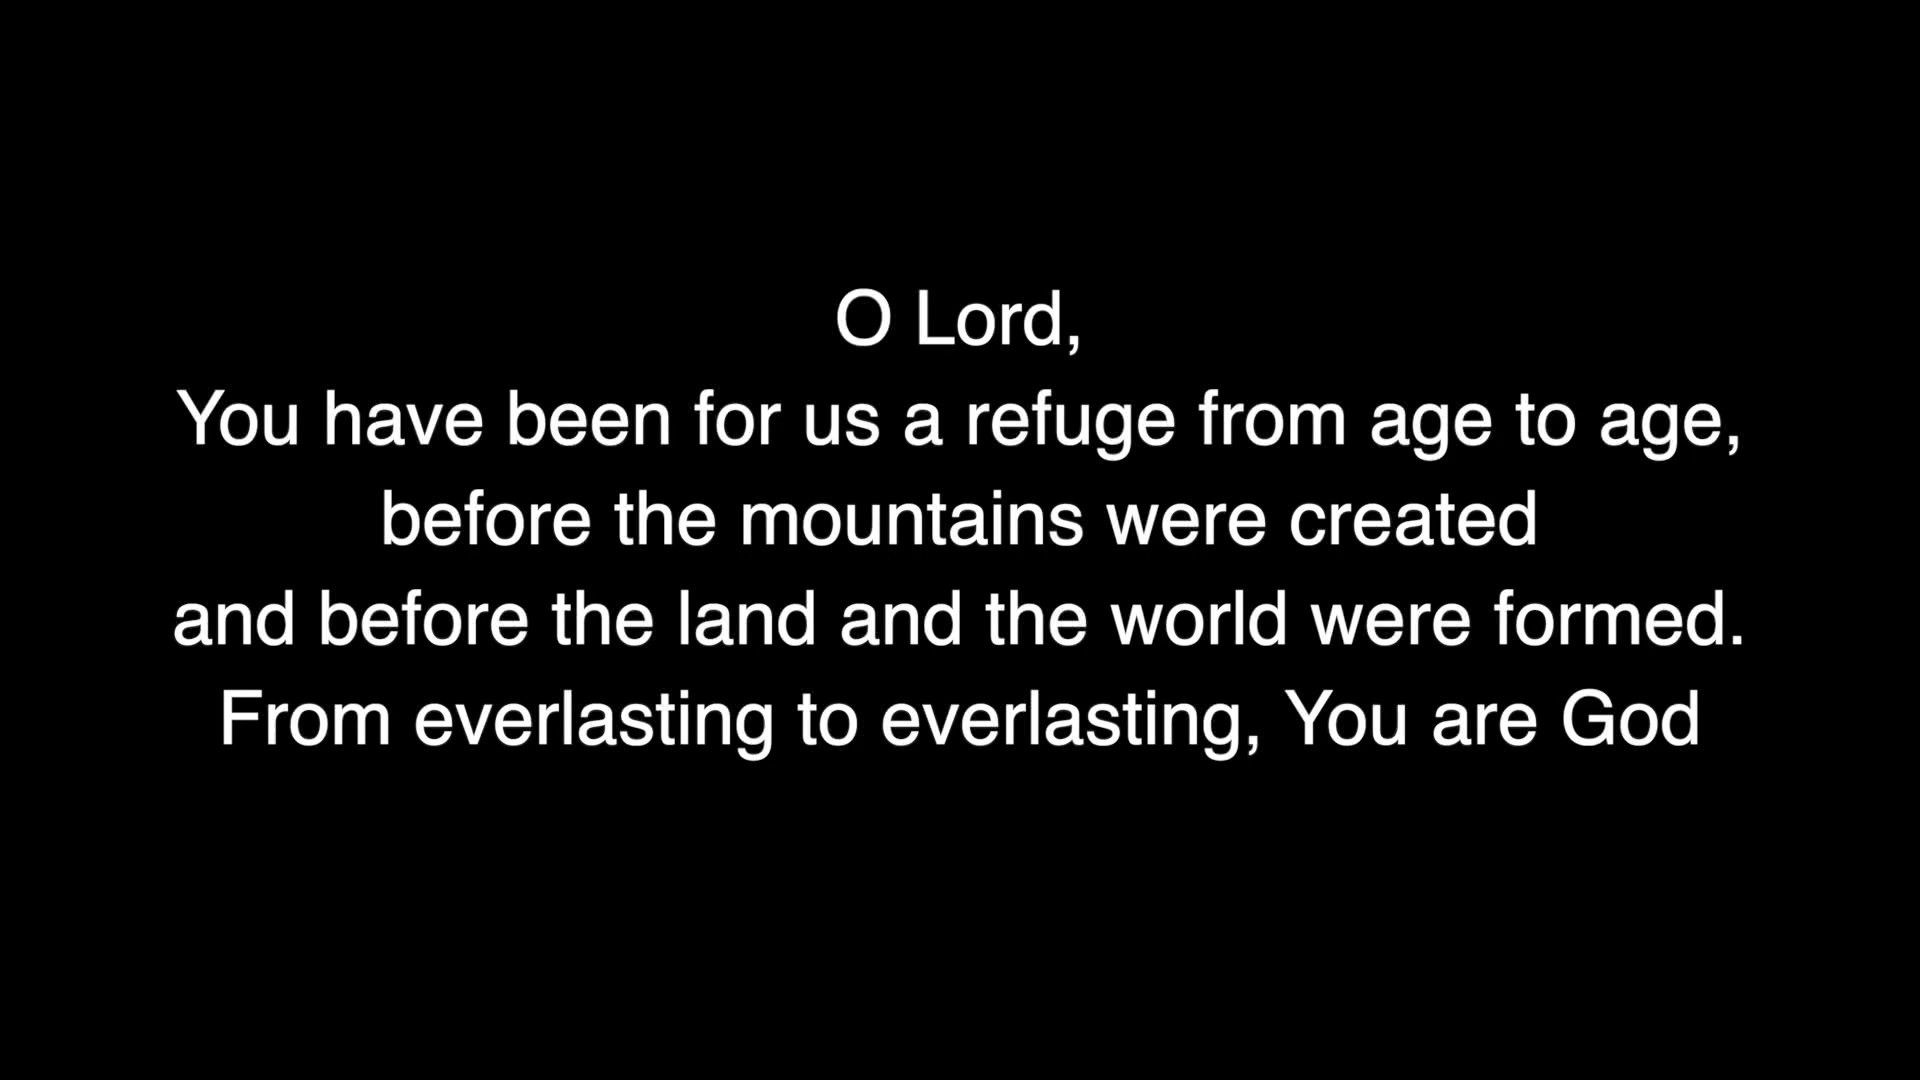 O Lord,
You have been for us a refuge from age to age,
before the mountains were created
and before the land and the world were formed.
From everlasting to everlasting, You are God